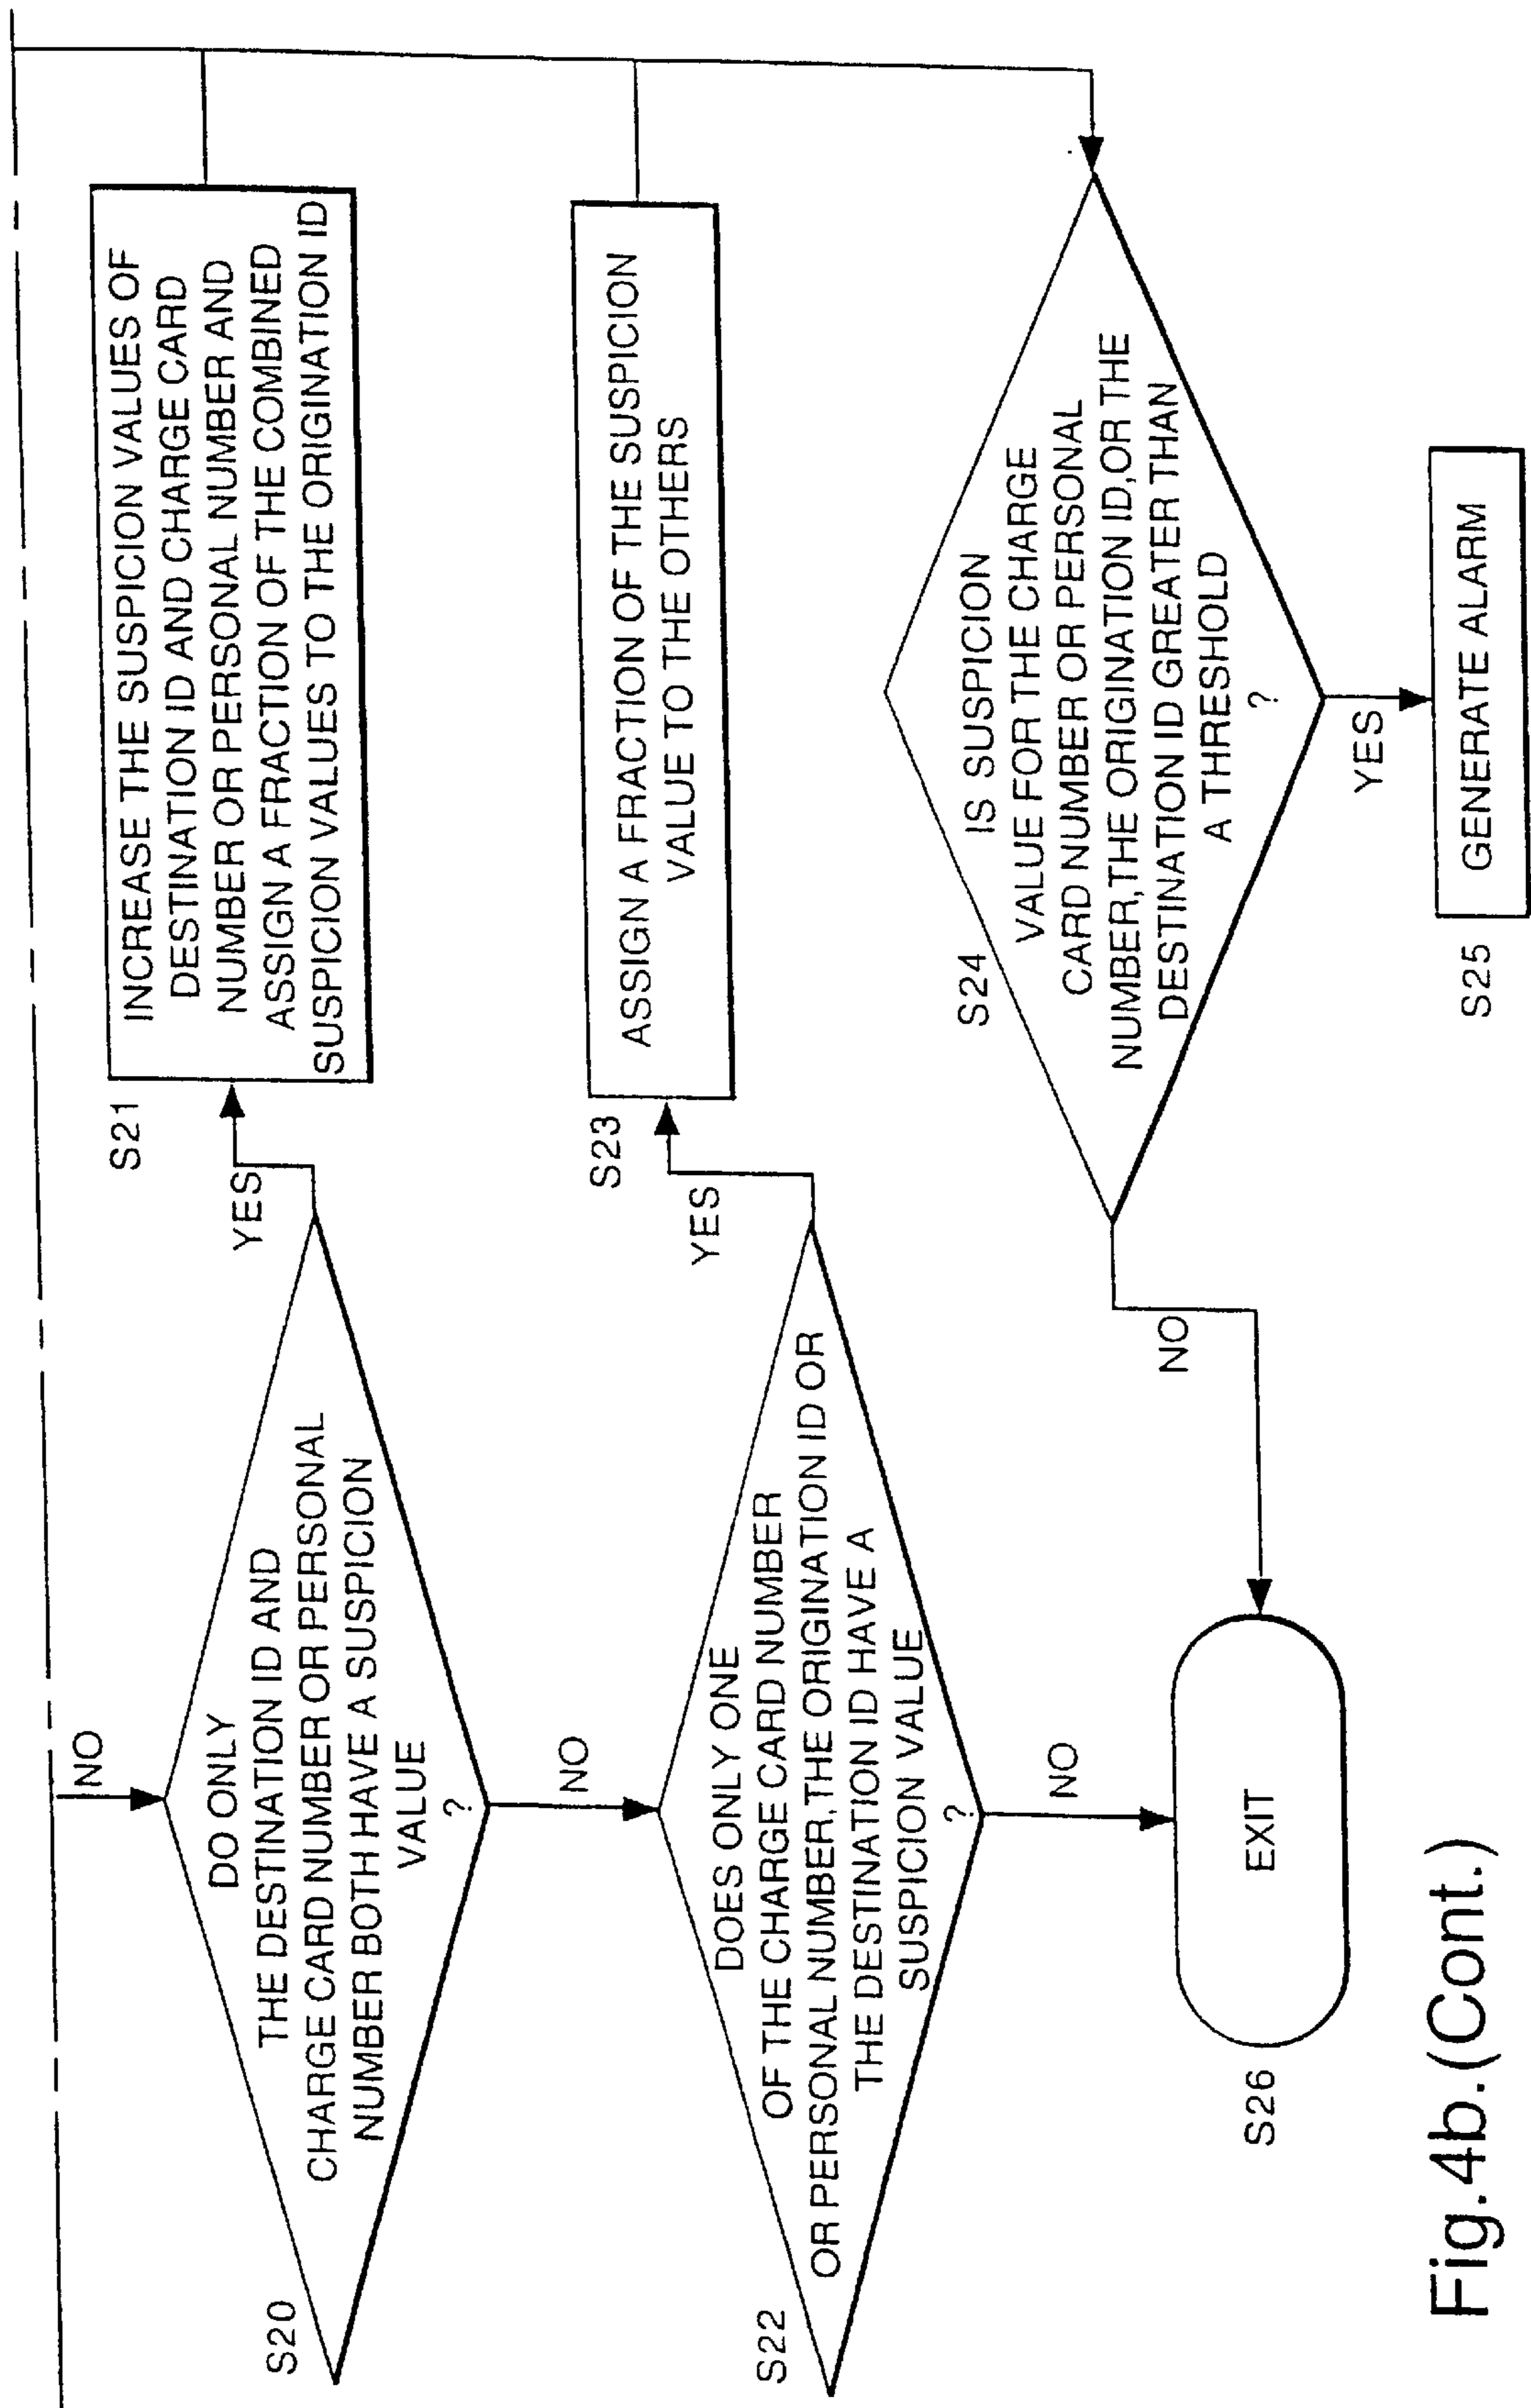 NO
S20
DO ONLY
THE DESTINATION ID AND
CHARGE CARD NUMBER OR PERSONAL
NUMBER BOTH HAVE A SUSPICION
VALUE
?
YES
S21
INCREASE THE SUSPICION VALUES OF
DESTINATION ID AND CHARGE CARD
NUMBER OR PERSONAL NUMBER AND
ASSIGN A FRACTION OF THE COMBINED
SUSPICION VALUES TO THE ORIGINATION ID
NO
S22
DOES ONLY ONE
OF THE CHARGE CARD NUMBER
OR PERSONAL NUMBER,THE ORIGINATION ID OR
THE DESTINATION ID HAVE A
SUSPICION VALUE
?
YES
S23
ASSIGN A FRACTION OF THE SUSPICION
VALUE TO THE OTHERS
NO
S24
IS SUSPICION
VALUE FOR THE CHARGE
CARD NUMBER OR PERSONAL
NUMBER,THE ORIGINATION ID,OR THE
DESTINATION ID GREATER THAN
A THRESHOLD
?
NO
YES
S26
EXIT
S25
GENERATE ALARM
Fig.4b.(Cont.)